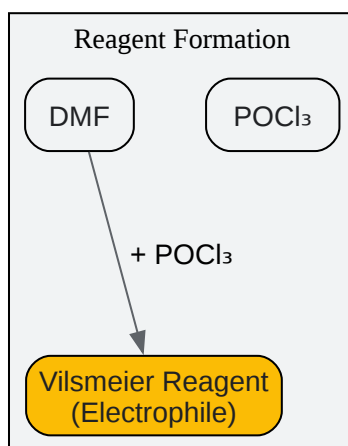 Reagent Formation
DMF
POCl₃
+ POCl₃
Vilsmeier Reagent
(Electrophile)